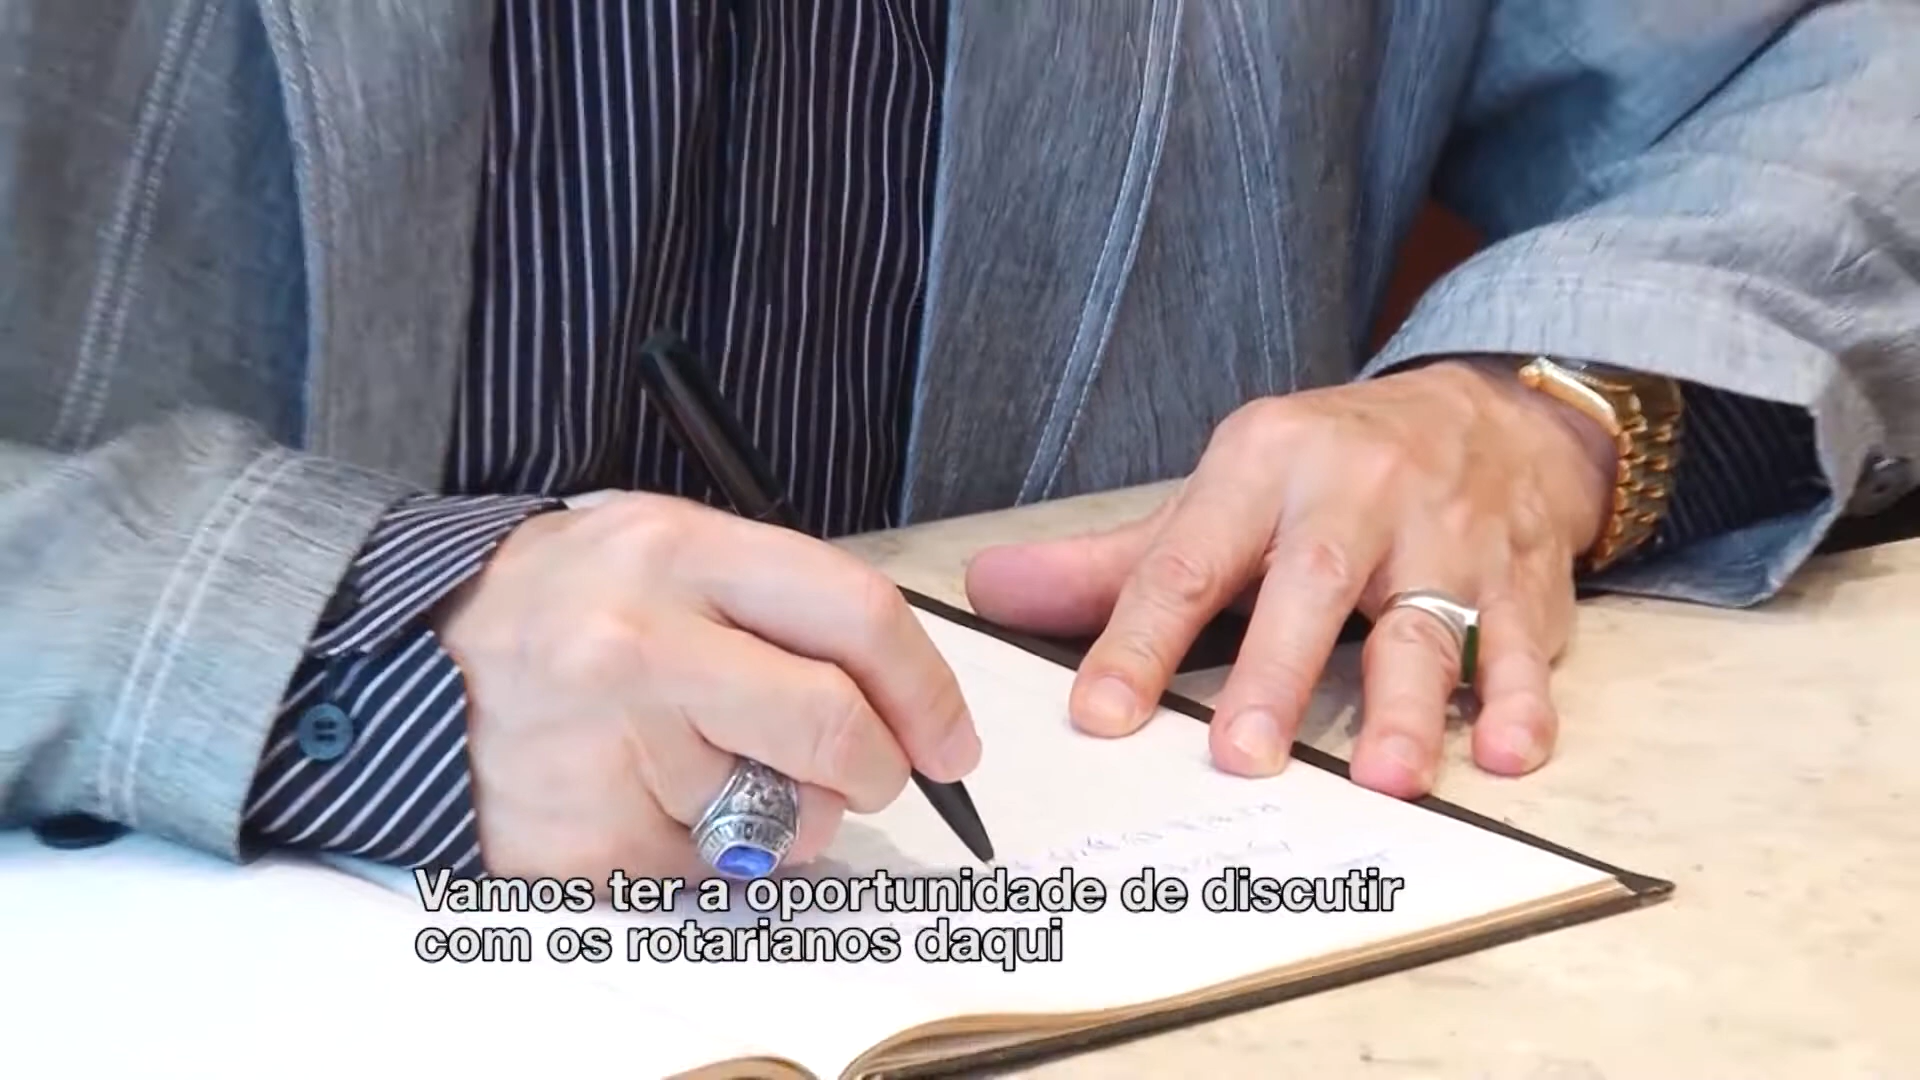 Vamos ter a oportunidade de discutir
com os rotarianos daqui